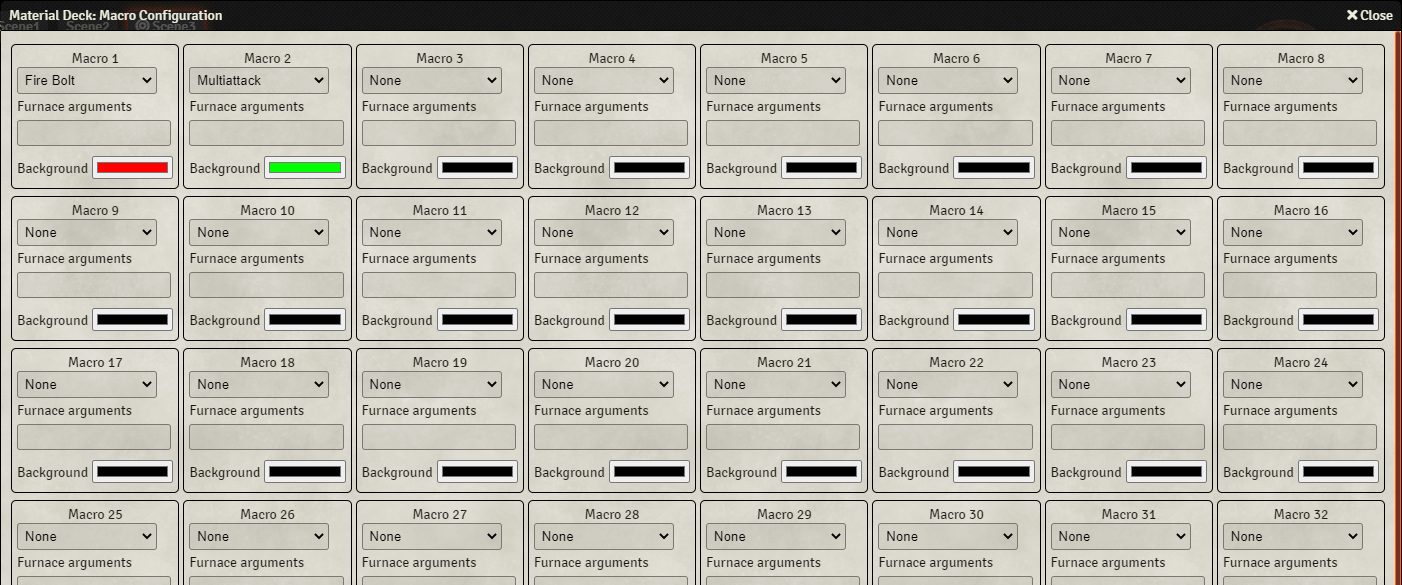 Material Deck: Macro Configuration
Close
Scene1 Scene2 Scene3
Macro 1 Macro 2 Macro 3 Macro 4 Macro 5 Macro 6 Macro 7 Macro 8
Fire Bolt Multiattack None None None None None None
Furnace arguments Furnace arguments Furnace arguments Furnace arguments Furnace arguments Furnace arguments Furnace arguments Furnace arguments
Background Background Background Background Background Background Background Background
Macro 9 Macro 10 Macro 11 Macro 12 Macro 13 Macro 14 Macro 15 Macro 16
None None None None None None None None
Furnace arguments Furnace arguments Furnace arguments Furnace arguments Furnace arguments Furnace arguments Furnace arguments Furnace arguments
Background Background Background Background Background Background Background Background
Macro 17 Macro 18 Macro 19 Macro 20 Macro 21 Macro 22 Macro 23 Macro 24
None None None None None None None None
Furnace arguments Furnace arguments Furnace arguments Furnace arguments Furnace arguments Furnace arguments Furnace arguments Furnace arguments
Background Background Background Background Background Background Background Background
Macro 25 Macro 26 Macro 27 Macro 28 Macro 29 Macro 30 Macro 31 Macro 32
None None None None None None None None
Furnace arguments Furnace arguments Furnace arguments Furnace arguments Furnace arguments Furnace arguments Furnace arguments Furnace arguments